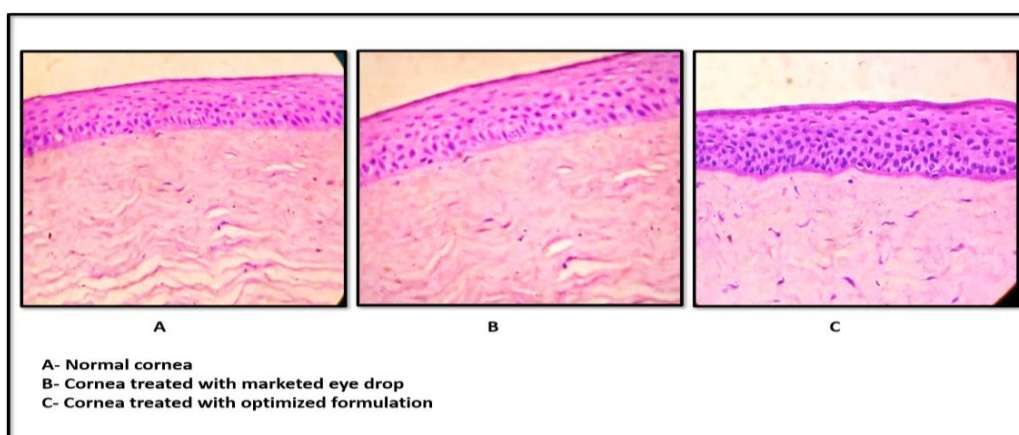 A
B
C
A- Normal cornea
B- Cornea treated with marketed eye drop
C- Cornea treated with optimized formulation